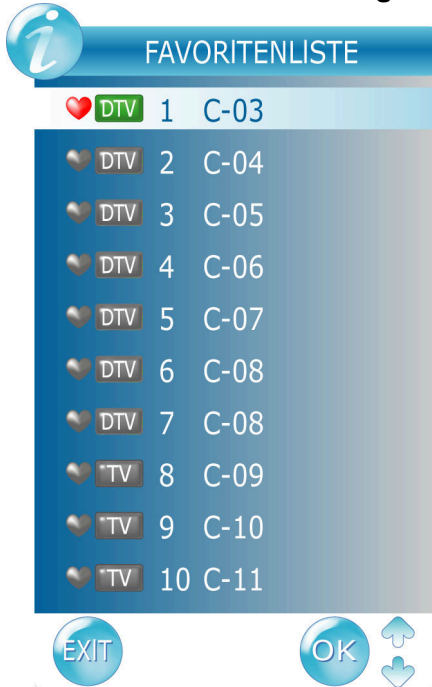 i FAVORITENLISTE
DTV 1 C-03
DTV 2 C-04
DTV 3 C-05
DTV 4 C-06
DTV 5 C-07
DTV 6 C-08
DTV 7 C-08
TV 8 C-09
TV 9 C-10
TV 10 C-11
EXIT OK